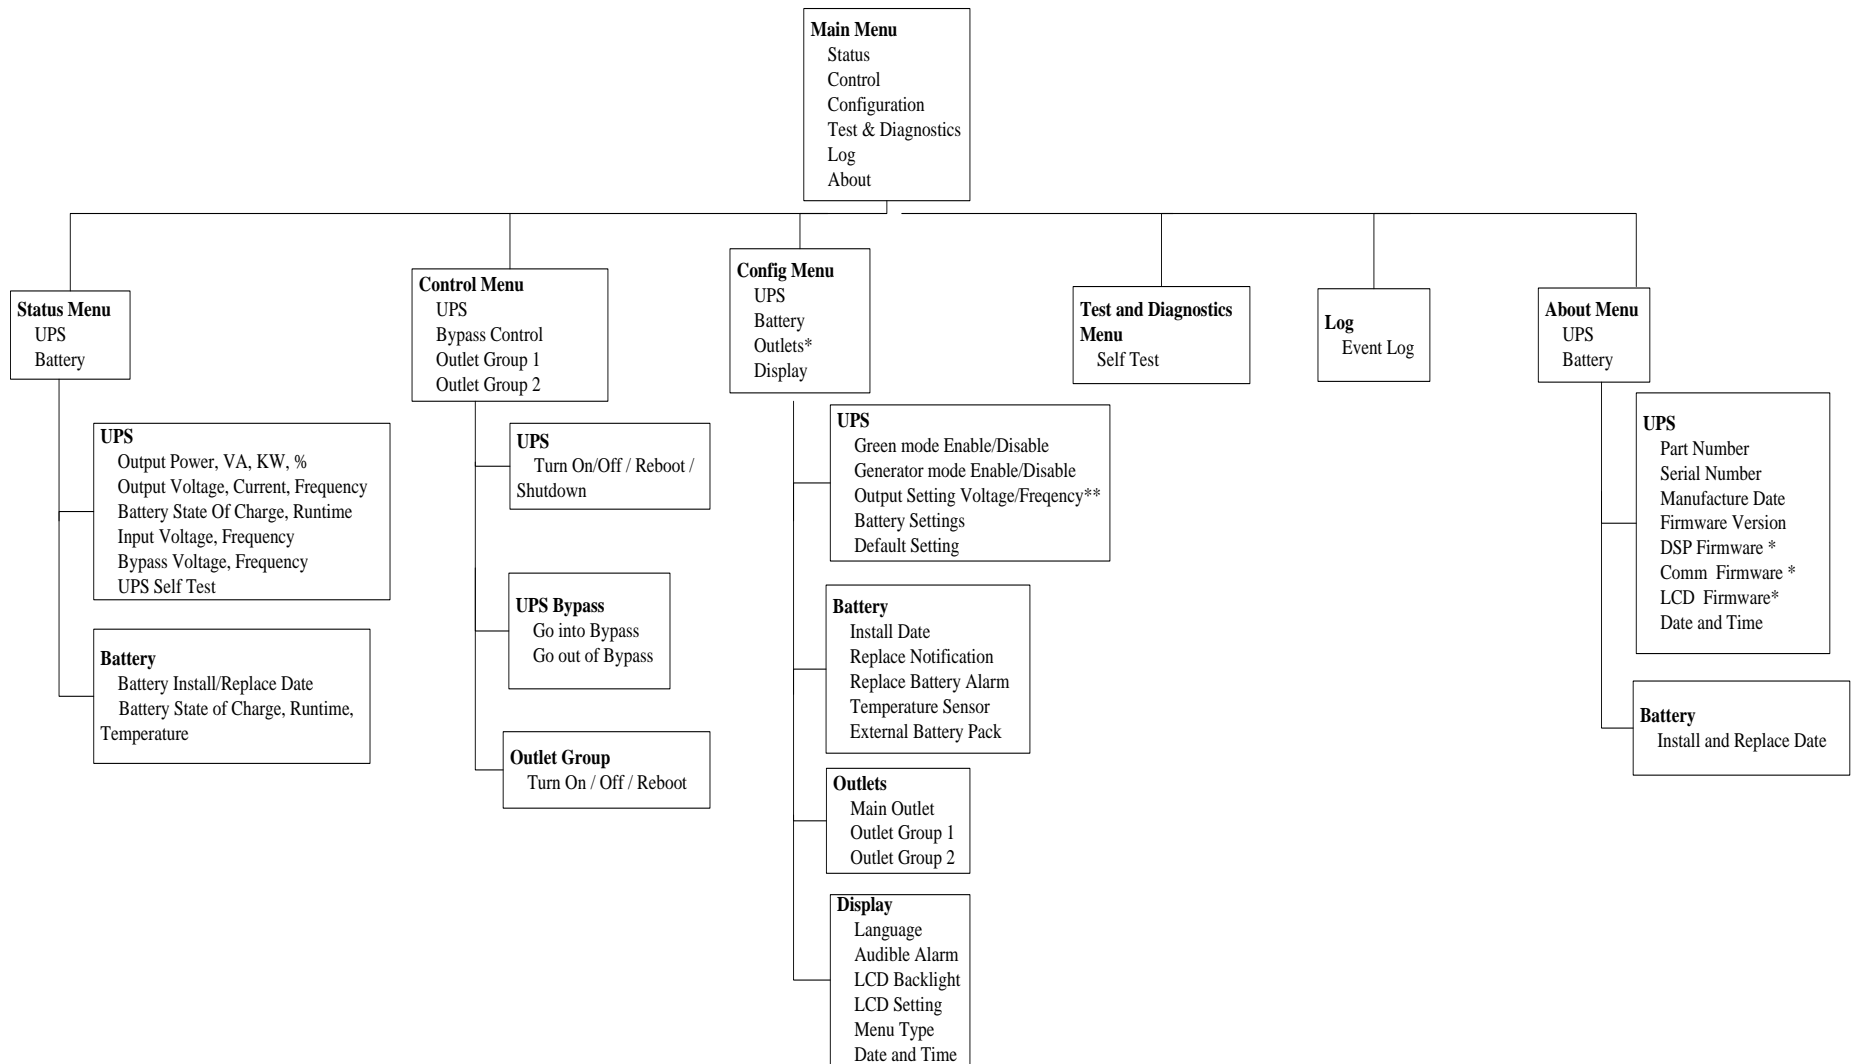 Main Menu
Status
Control
Configuration
Test & Diagnostics
Log
About
Status Menu
UPS
Battery
UPS
Output Power, VA, KW, %
Output Voltage, Current, Frequency
Battery State Of Charge, Runtime
Input Voltage, Frequency
Bypass Voltage, Frequency
UPS Self Test
Battery
Battery Install/Replace Date
Battery State of Charge, Runtime,
Temperature
Control Menu
UPS
Bypass Control
Outlet Group 1
Outlet Group 2
UPS
Turn On/Off / Reboot /
Shutdown
UPS Bypass
Go into Bypass
Go out of Bypass
Outlet Group
Turn On / Off / Reboot
Config Menu
UPS
Battery
Outlets*
Display
UPS
Green mode Enable/Disable
Generator mode Enable/Disable
Output Setting Voltage/Freqency**
Battery Settings
Default Setting
Battery
Install Date
Replace Notification
Replace Battery Alarm
Temperature Sensor
External Battery Pack
Outlets
Main Outlet
Outlet Group 1
Outlet Group 2
Display
Language
Audible Alarm
LCD Backlight
LCD Setting
Menu Type
Date and Time
Test and Diagnostics
Menu
Self Test
Log
Event Log
About Menu
UPS
Battery
UPS
Part Number
Serial Number
Manufacture Date
Firmware Version
DSP Firmware *
Comm  Firmware *
LCD  Firmware*
Date and Time
Battery
Install and Replace Date